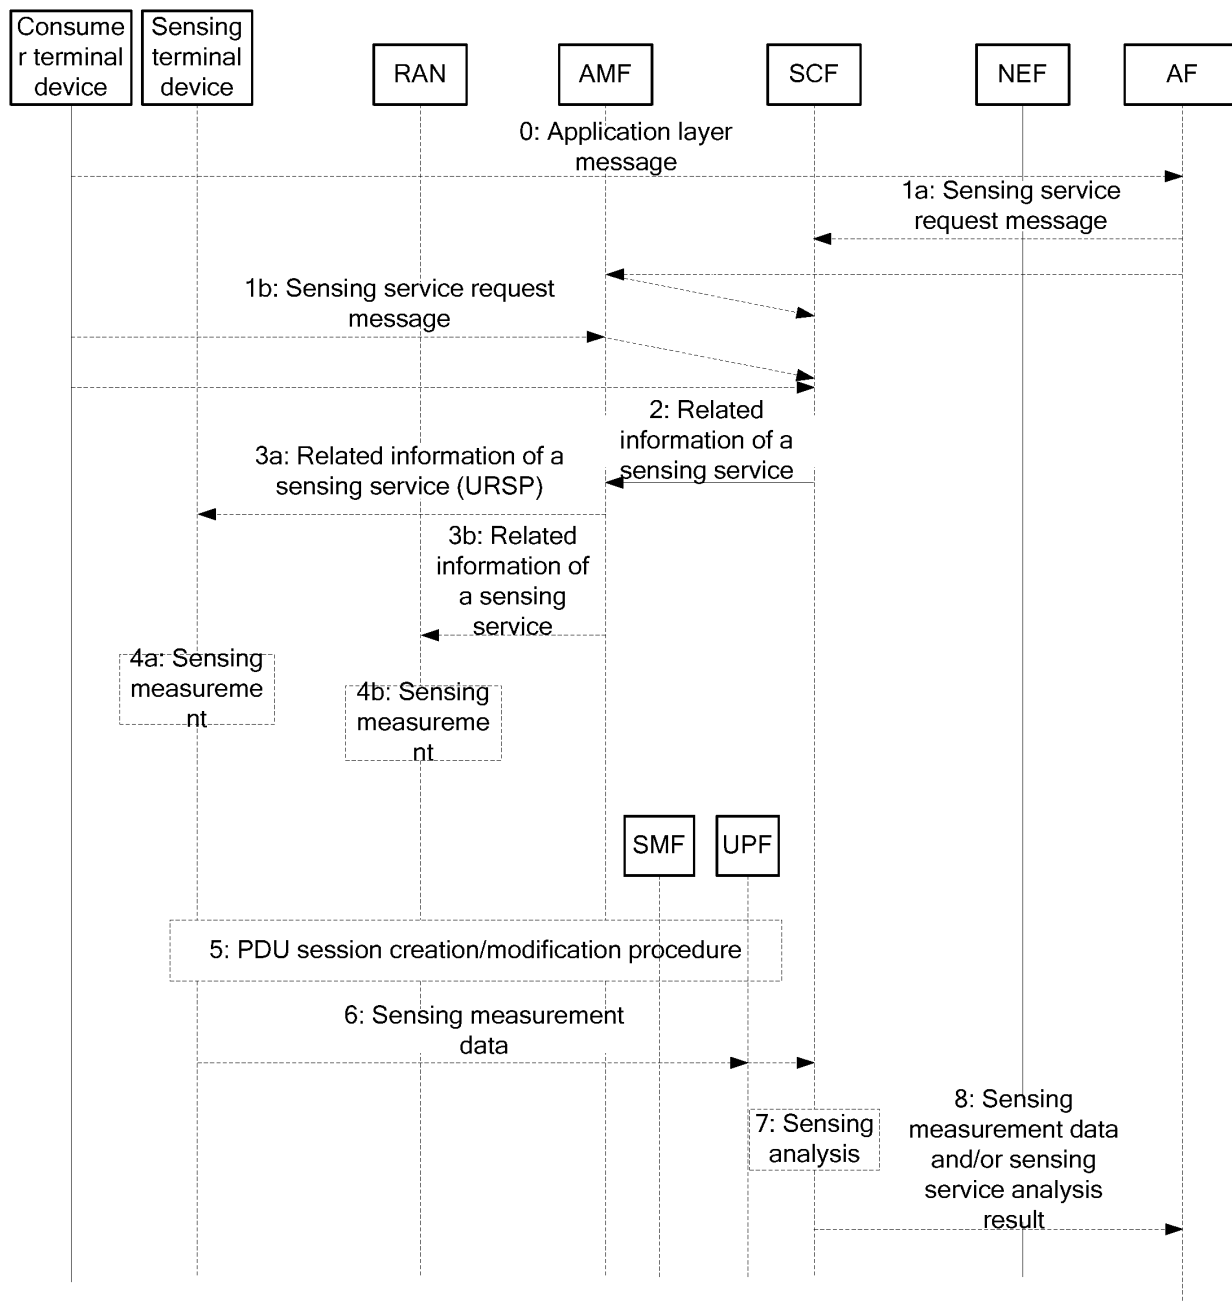 Consume
r terminal
device
Sensing
terminal
device
RAN
AMF
SCF
NEF
AF
0: Application layer
message
1a: Sensing service
request message
1b: Sensing service request
message
2: Related
information of a
sensing service
3a: Related information of a
sensing service (URSP)
3b: Related
information of
a sensing
service
4a: Sensing
measureme
nt
4b: Sensing
measureme
nt
SMF
UPF
5: PDU session creation/modification procedure
6: Sensing measurement
data
7: Sensing
analysis
8: Sensing
measurement data
and/or sensing
service analysis
result